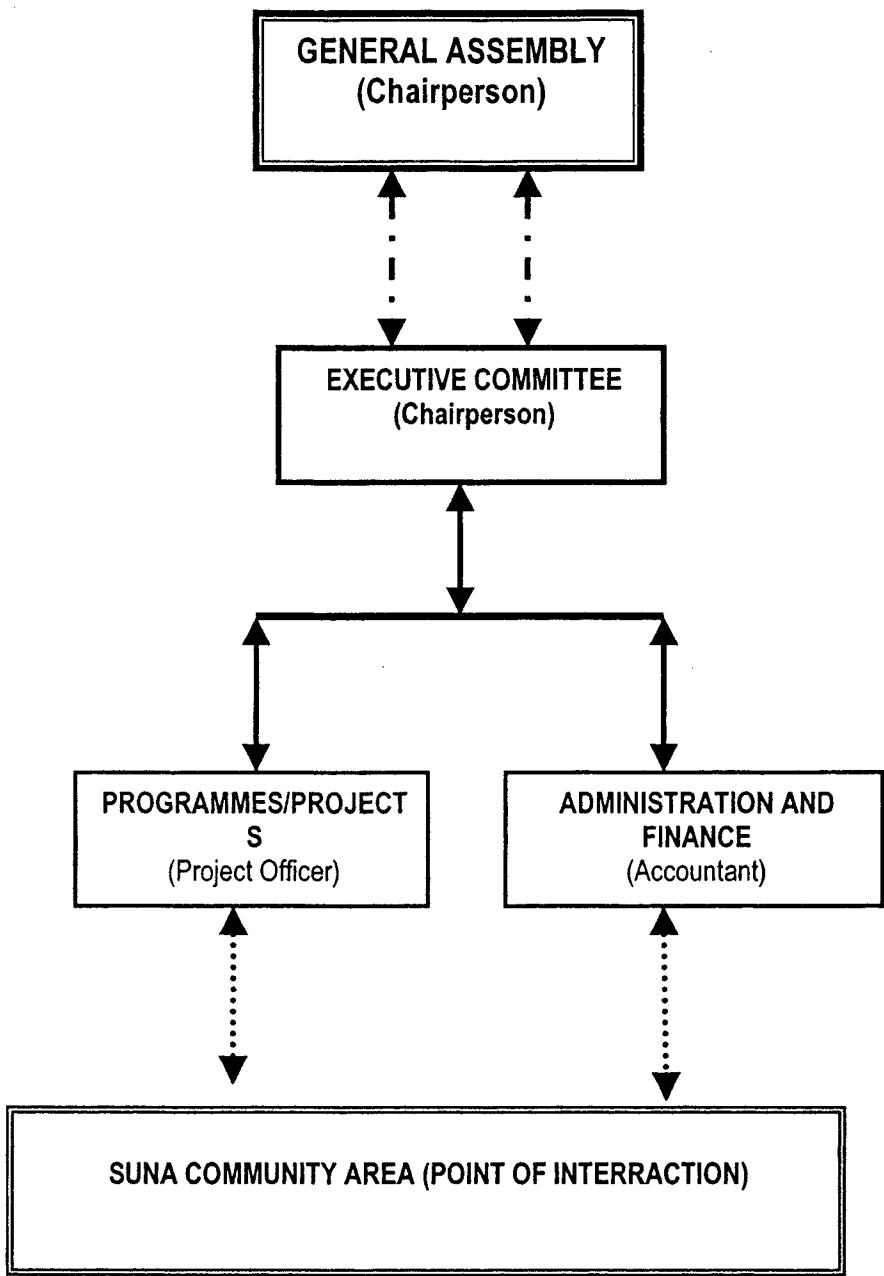 GENERAL ASSEMBLY
(Chairperson)
EXECUTIVE COMMITTEE
(Chairperson)
PROGRAMMES/PROJECT
S
(Project Officer)
ADMINISTRATION AND
FINANCE
(Accountant)
SUNA COMMUNITY AREA (POINT OF INTERRACTION)